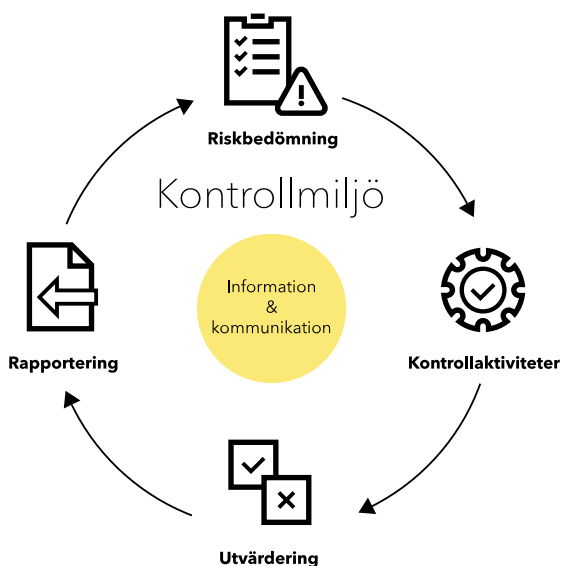 Riskbedömning
Kontrollmiljö
Information
&
kommunikation
Rapportering
Kontrollaktiviteter
Utvärdering